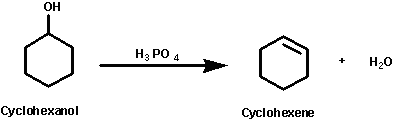 OH
H3PO4
+ H2O
Cyclohexanol
Cyclohexene